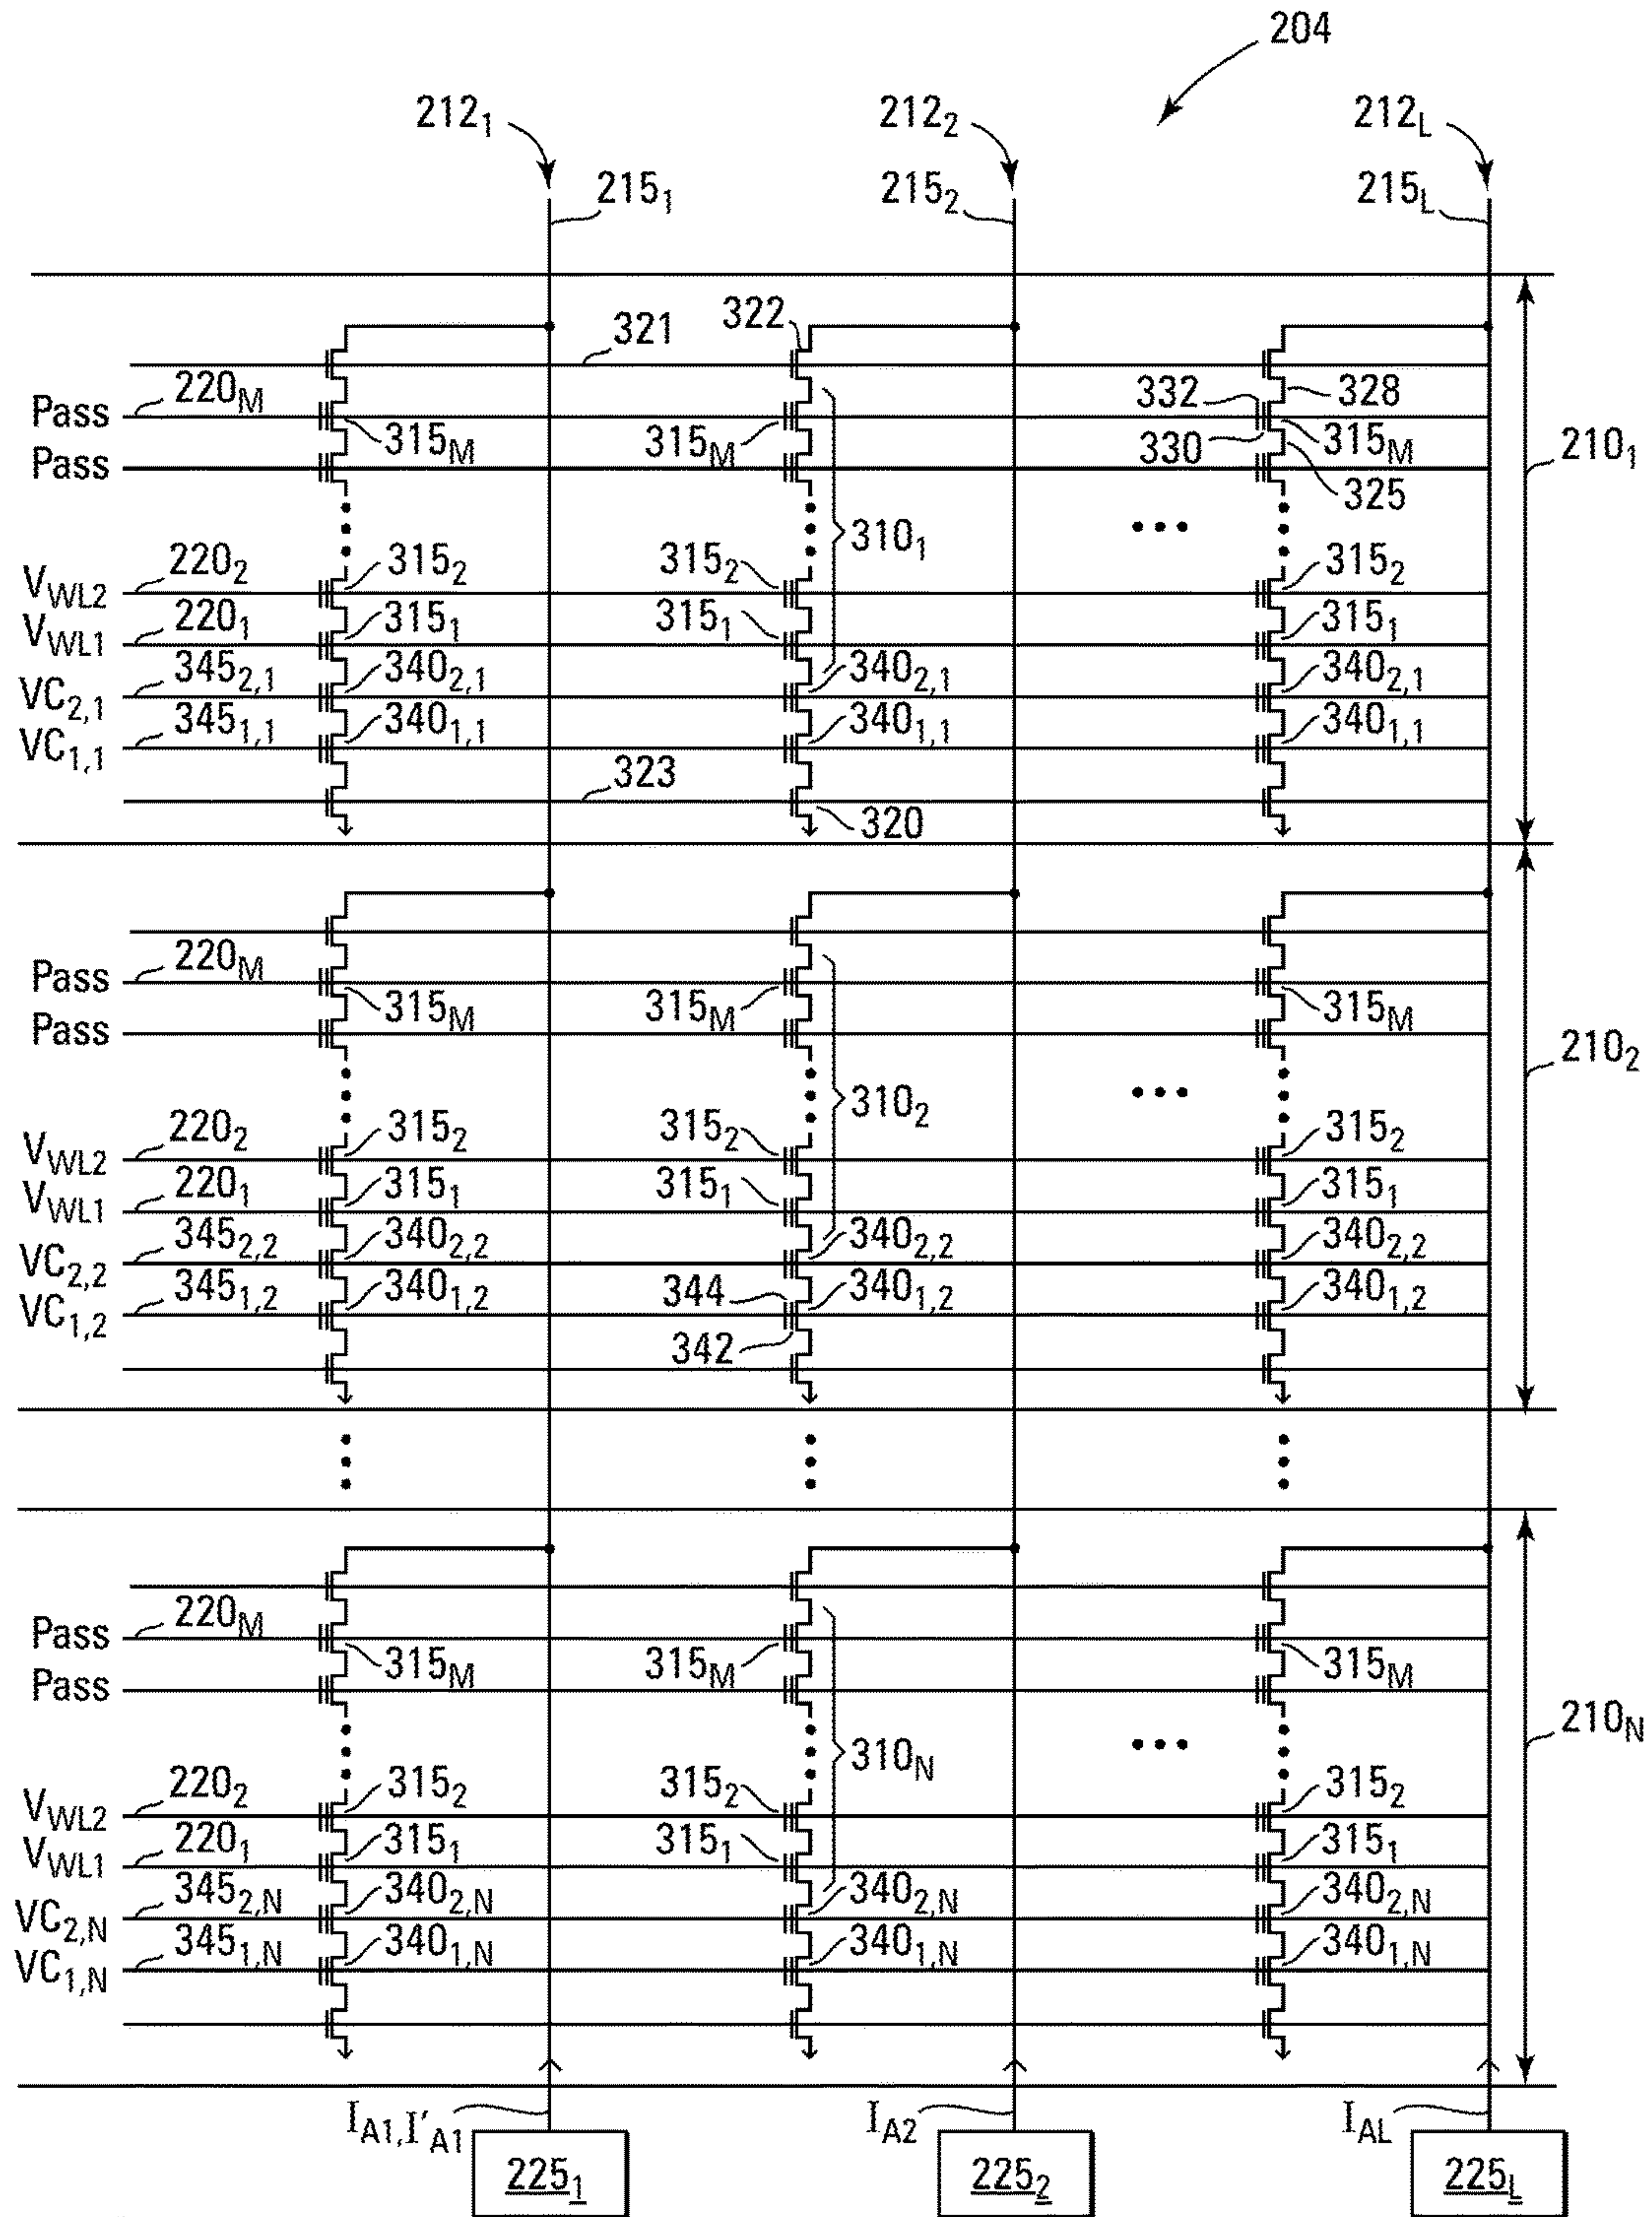 204
212₁ 212₂ 212L
215₁ 215₂ 215L
321 322
Pass 220M 332 328
315M 315M 330 315M 210₁
Pass 325
310₁
VWL2 220₂ 315₂ 315₂ 315₂
VWL1 220₁ 315₁ 315₁ 315₁
VC2,1 3452,1 3402,1 3402,1 3402,1
VC1,1 3451,1 3401,1 3401,1 3401,1
323
320
Pass 220M
315M 315M 315M
Pass 210₂
310₂
VWL2 220₂ 315₂ 315₂ 315₂
VWL1 220₁ 315₁ 315₁ 315₁
VC2,2 3452,2 3402,2 3402,2 3402,2
VC1,2 3451,2 3401,2 344 3401,2 3401,2
342
Pass 220M
315M 315M 315M
Pass 210N
310N
VWL2 220₂ 315₂ 315₂ 315₂
VWL1 220₁ 315₁ 315₁ 315₁
VC2,N 3452,N 3402,N 3402,N 3402,N
VC1,N 3451,N 3401,N 3401,N 3401,N
IA1, I′A1 IA2 IAL
225₁ 225₂ 225L